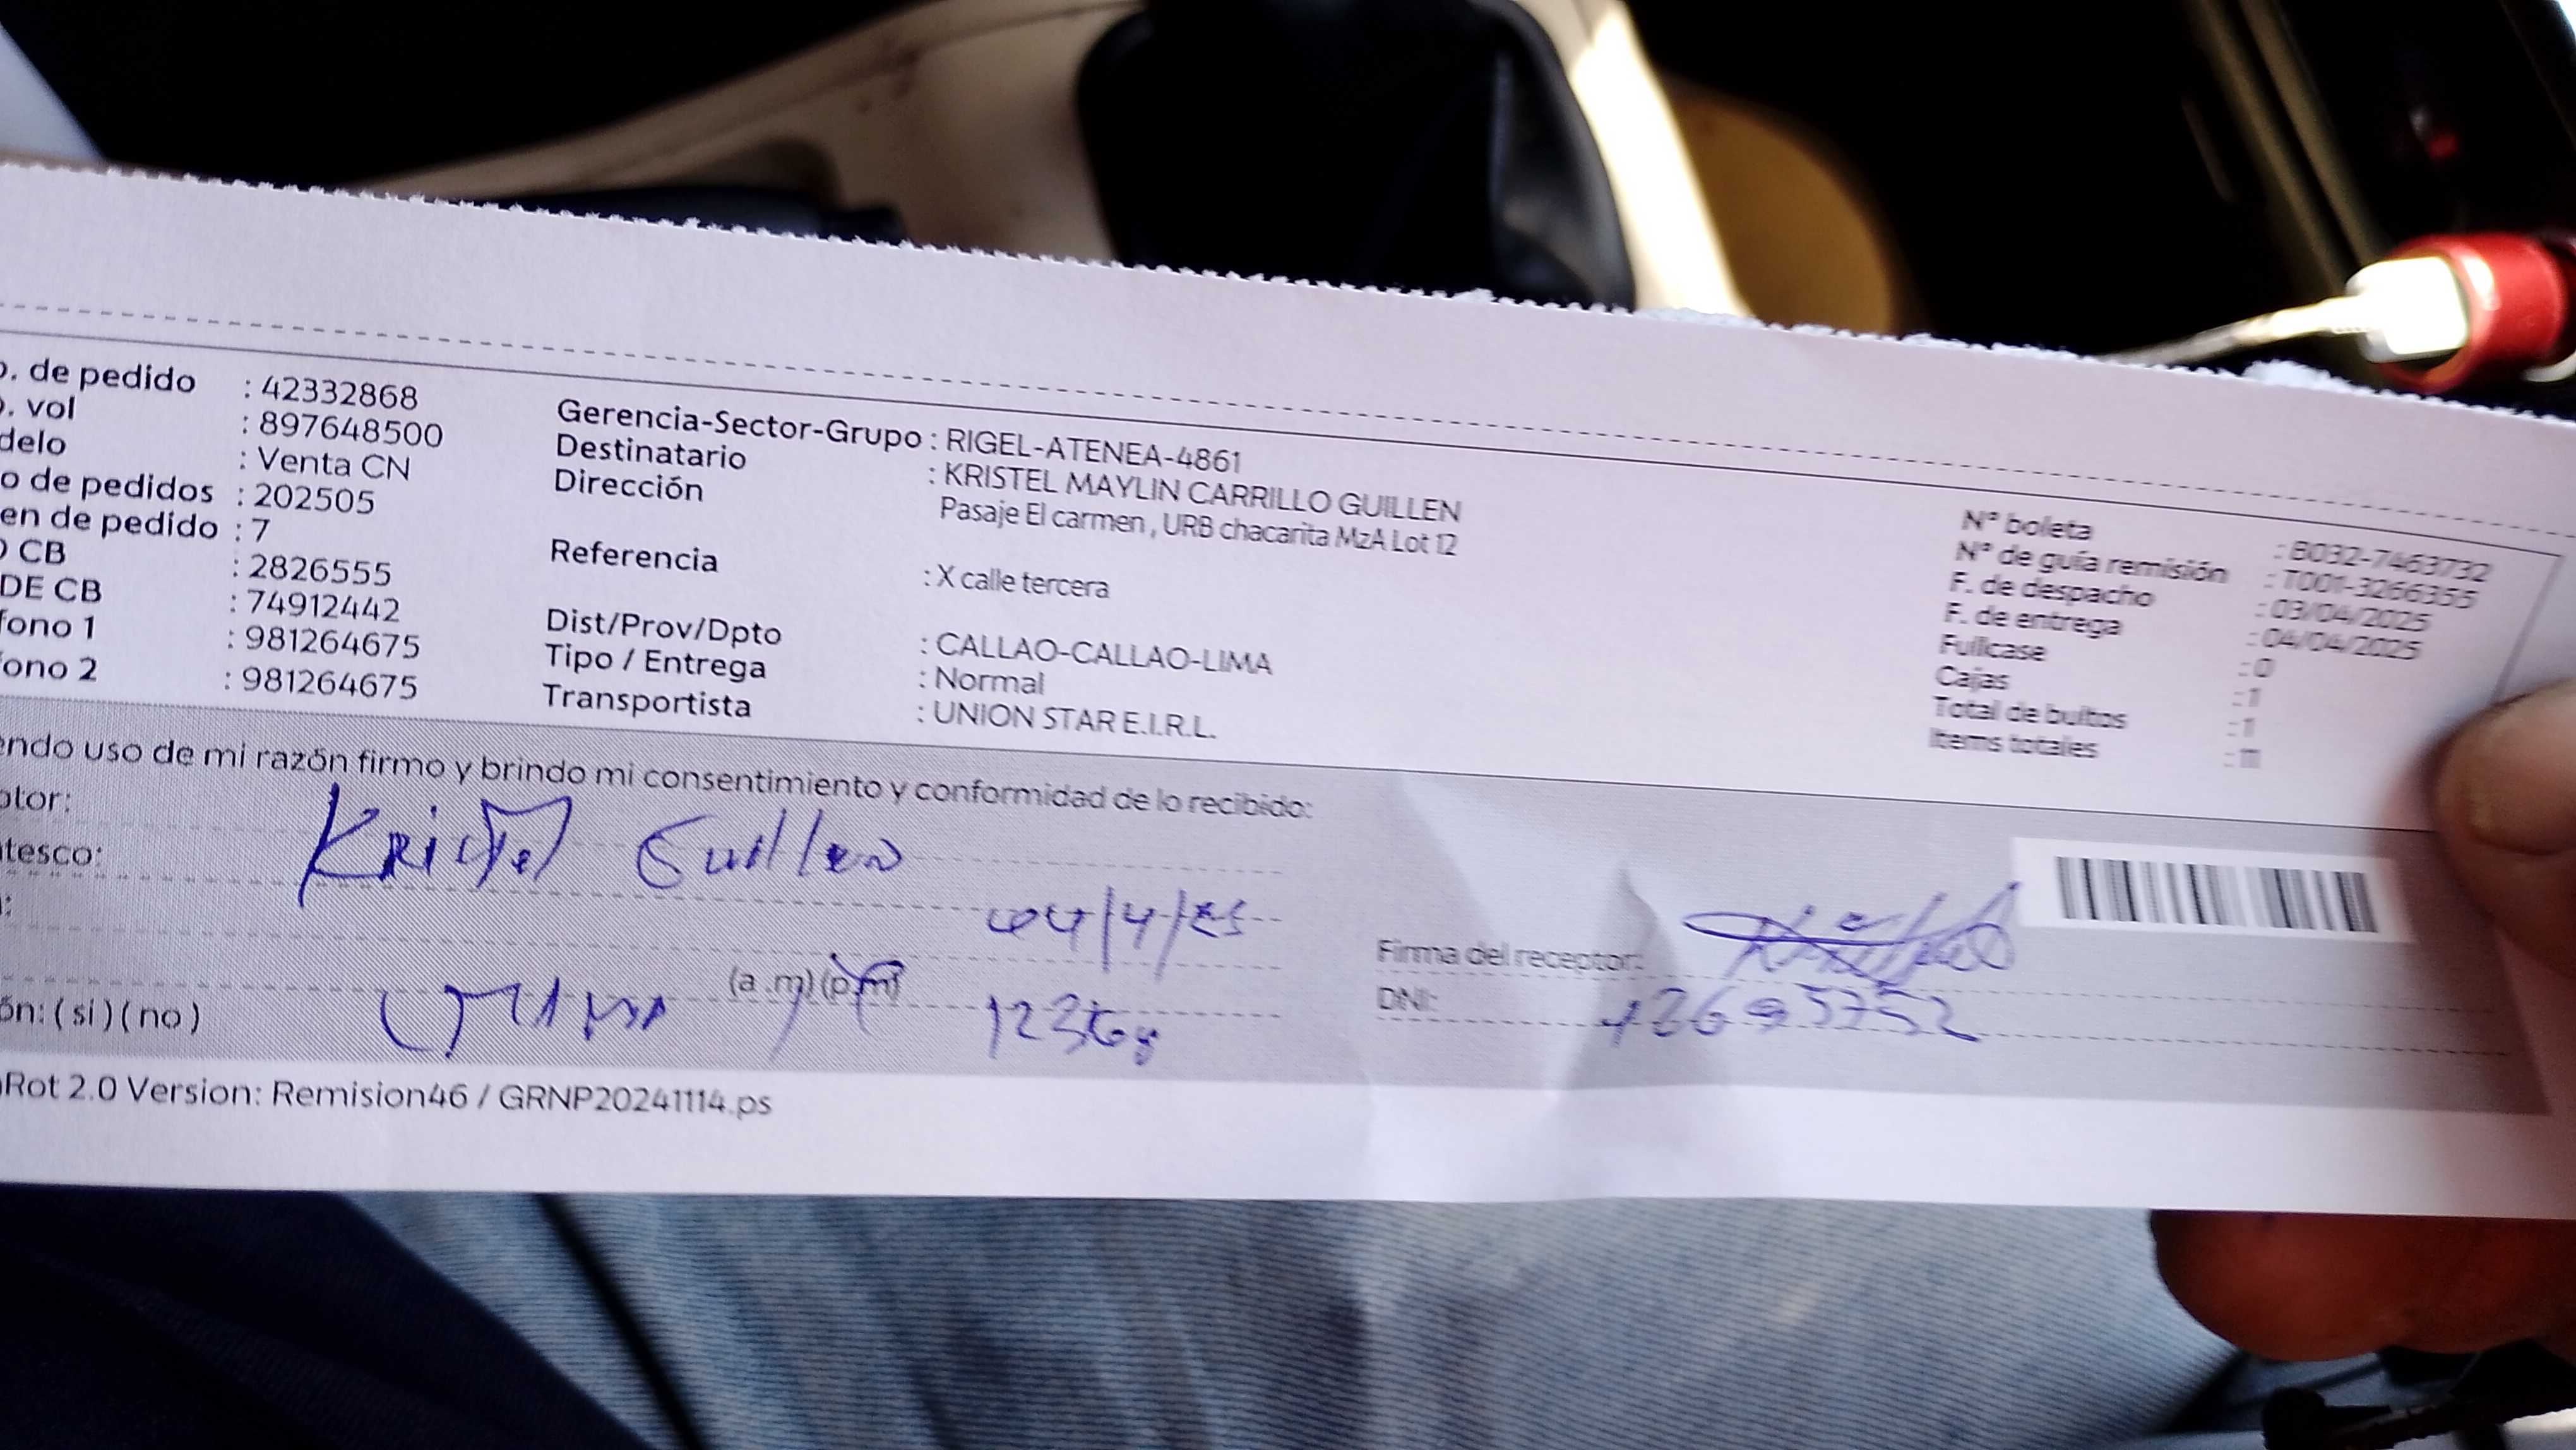 o. de pedido : 42332868
o. vol : 897648500
delo : Venta CN
o de pedidos : 202505
en de pedido : 7
O CB : 2826555
DE CB : 74912442
fono 1 : 981264675
fono 2 : 981264675
Gerencia-Sector-Grupo : RIGEL-ATENEA-4861
Destinatario : KRISTEL MAYLIN CARRILLO GUILLEN
Dirección Pasaje El carmen , URB chacarita MzA Lot 12
Referencia : X calle tercera
Dist/Prov/Dpto : CALLAO-CALLAO-LIMA
Tipo / Entrega : Normal
Transportista : UNION STAR E.I.R.L.
N° boleta : B032-7463732
N° de guía remisión : T001-3266355
F. de despacho : 03/04/2025
F. de entrega : 04/04/2025
Fullcase : 0
Cajas : 1
Total de bultos : 1
Items totales : 11
endo uso de mi razón firmo y brindo mi consentimiento y conformidad de lo recibido:
ptor: Kristel Guillen
tesco:
04/4/25
(a .m) (p.m)
Firma del receptor:
DNI:
ón: ( si ) ( no )
Rot 2.0 Version: Remision46 / GRNP20241114.ps